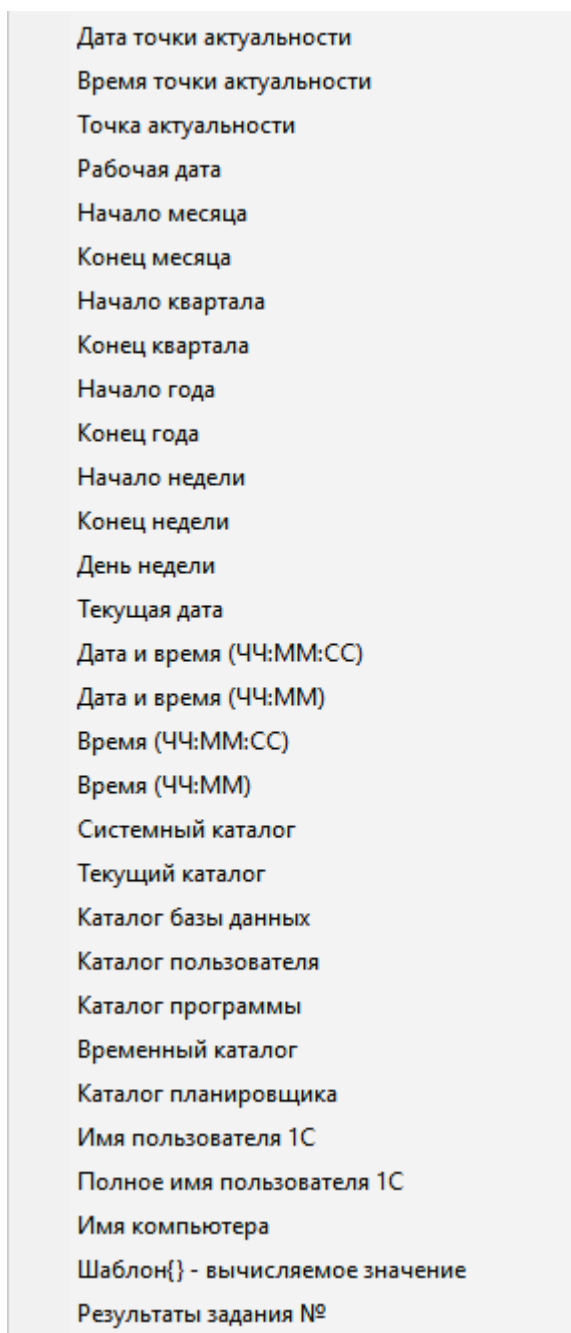 Дата точки актуальности
Время точки актуальности
Точка актуальности
Рабочая дата
Начало месяца
Конец месяца
Начало квартала
Конец квартала
Начало года
Конец года
Начало недели
Конец недели
День недели
Текущая дата
Дата и время (ЧЧ:ММ:СС)
Дата и время (ЧЧ:ММ)
Время (ЧЧ:ММ:СС)
Время (ЧЧ:ММ)
Системный каталог
Текущий каталог
Каталог базы данных
Каталог пользователя
Каталог программы
Временный каталог
Каталог планировщика
Имя пользователя 1С
Полное имя пользователя 1С
Имя компьютера
Шаблон{} - вычисляемое значение
Результаты задания №